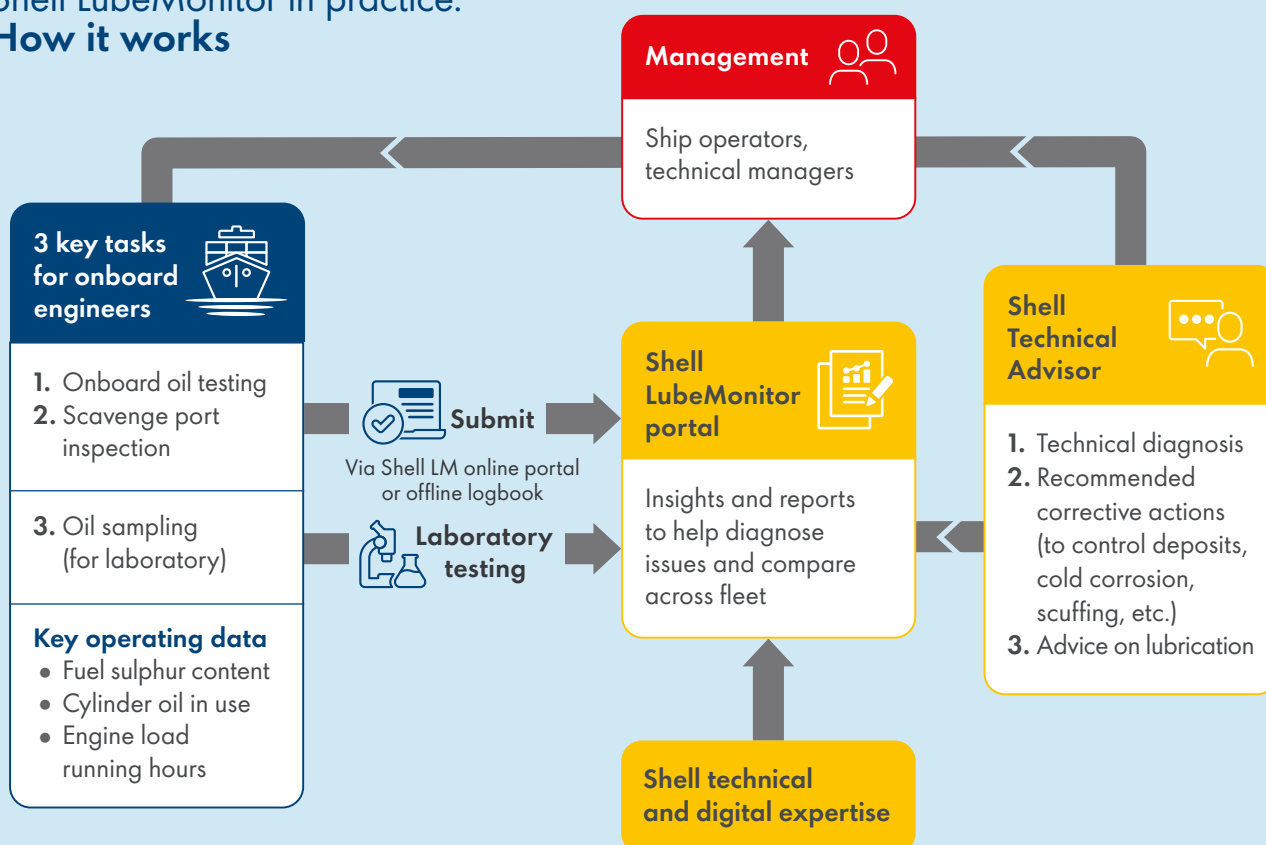 Shell LubeMonitor in practice:
How it works
Management
Ship operators,
technical managers
3 key tasks
for onboard
engineers
1. Onboard oil testing
2. Scavenge port
inspection
3. Oil sampling
(for laboratory)
Key operating data
• Fuel sulphur content
• Cylinder oil in use
• Engine load
running hours
Submit
Via Shell LM online portal
or offline logbook
Laboratory
testing
Shell
LubeMonitor
portal
Insights and reports
to help diagnose
issues and compare
across fleet
Shell technical
and digital expertise
Shell
Technical
Advisor
1. Technical diagnosis
2. Recommended
corrective actions
(to control deposits,
cold corrosion,
scuffing, etc.)
3. Advice on lubrication